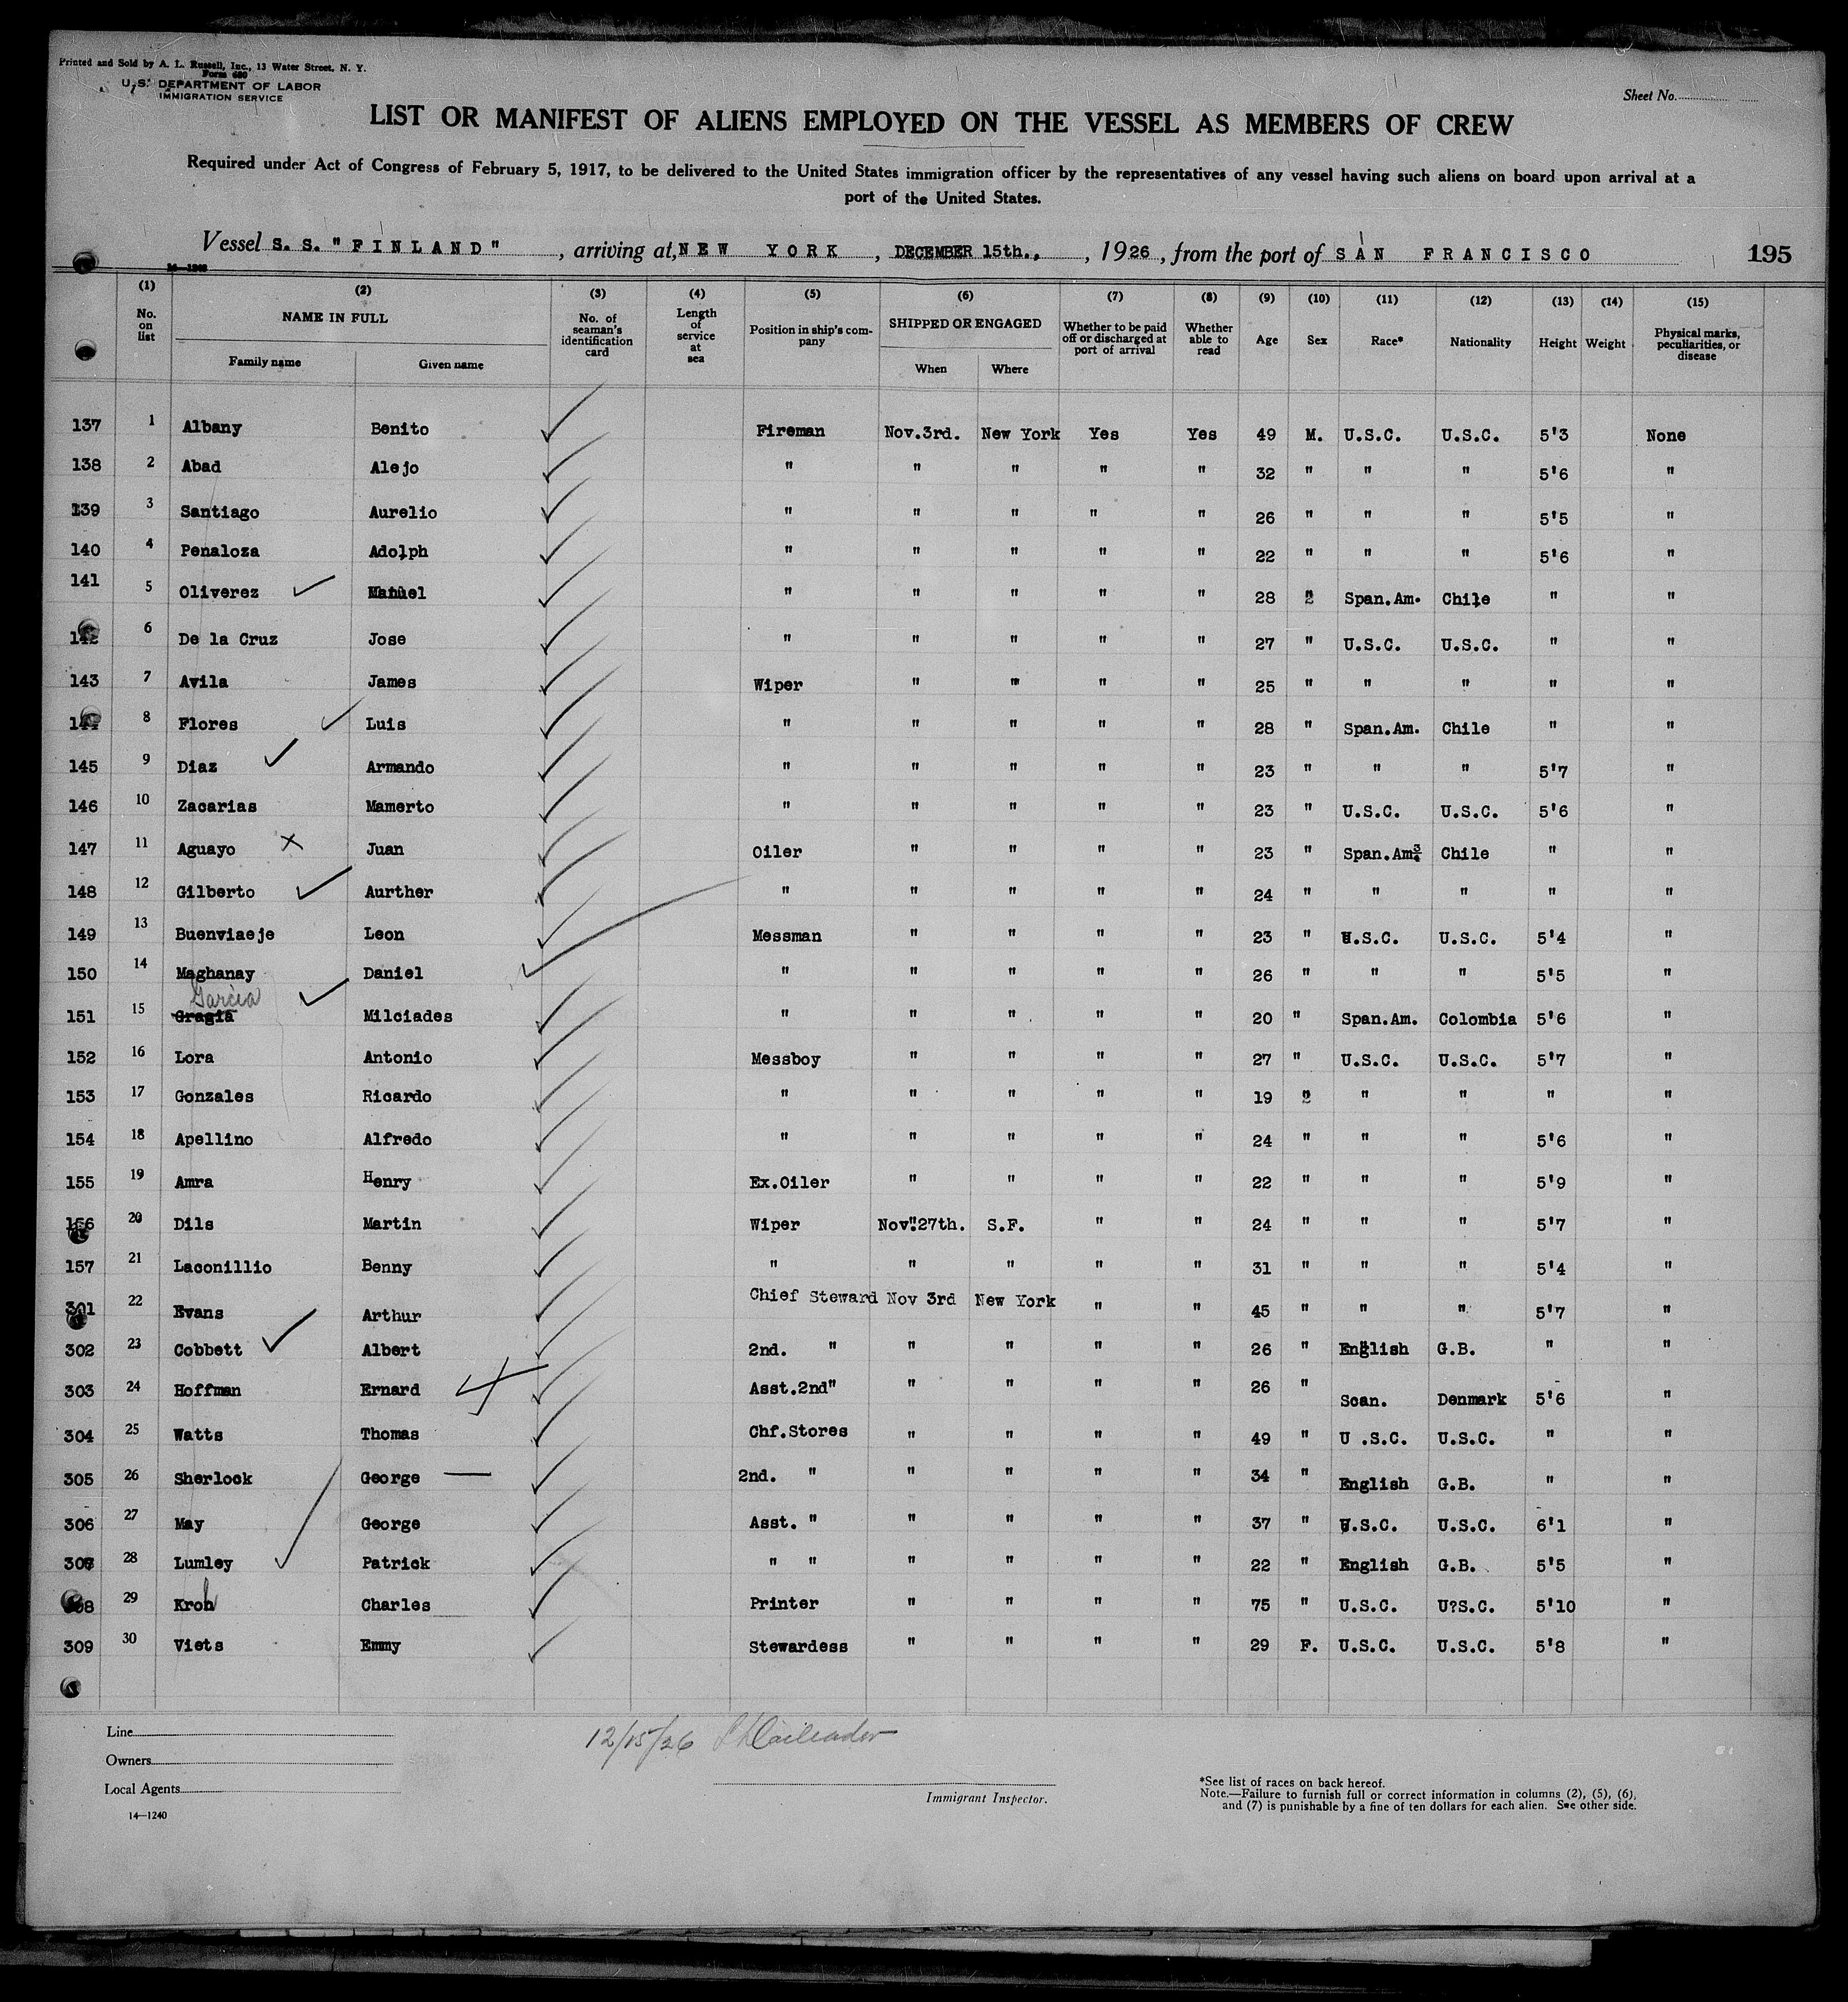 Printed and Sold by A. L. Russell, Inc., 13 Water Street, N. Y.
Form 680
U.S. DEPARTMENT OF LABOR
IMMIGRATION SERVICE
Sheet No.
LIST OR MANIFEST OF ALIENS EMPLOYED ON THE VESSEL AS MEMBERS OF CREW
Required under Act of Congress of February 5, 1917, to be delivered to the United States immigration officer by the representatives of any vessel having such aliens on board upon arrival at a
port of the United States.
Vessel S. S. "FINLAND", arriving at, NEW YORK, DECEMBER 15th., 1926, from the port of SAN FRANCISCO 195
(1) (2) (3) (4) (5) (6) (7) (8) (9) (10) (11) (12) (13) (14) (15)
No. on list NAME IN FULL Family name Given name No. of seaman's identification card Length of service at sea Position in ship's company SHIPPED OR ENGAGED When Where Whether to be paid off or discharged at port of arrival Whether able to read Age Sex Race* Nationality Height Weight Physical marks, peculiarities, or disease
137 1 Albany Benito Fireman Nov.3rd. New York Yes Yes 49 M. U.S.C. U.S.C. 5'3 None
138 2 Abad Alejo " " " " " 32 " " " 5'6 "
139 3 Santiago Aurelio " " " " " 26 " " " 5'5 "
140 4 Penaloza Adolph " " " " " 22 " " " 5'6 "
141 5 Oliverez Manuel " " " " " 28 " Span.Am. Chile " "
142 6 De la Cruz Jose " " " " " 27 " U.S.C. U.S.C. " "
143 7 Avila James Wiper " " " " 25 " " " " "
144 8 Flores Luis " " " " " 28 " Span.Am. Chile " "
145 9 Diaz Armando " " " " " 23 " " " 5'7 "
146 10 Zacarias Mamerto " " " " " 23 " U.S.C. U.S.C. 5'6 "
147 11 Aguayo Juan Oiler " " " " 23 " Span.Am. Chile " "
148 12 Gilberto Aurther " " " " " 24 " " " " "
149 13 Buenviaeje Leon Messman " " " " 23 " U.S.C. U.S.C. 5'4 "
150 14 Maghanay Daniel " " " " " 26 " " " 5'5 "
Garcia
151 15 Gragia Milciades " " " " " 20 " Span.Am. Colombia 5'6 "
152 16 Lora Antonio Messboy " " " " 27 " U.S.C. U.S.C. 5'7 "
153 17 Gonzales Ricardo " " " " " 19 " " " " "
154 18 Apellino Alfredo " " " " " 24 " " " 5'6 "
155 19 Amra Henry Ex.Oiler " " " " 22 " " " 5'9 "
156 20 Dils Martin Wiper Nov.27th. S.F. " " 24 " " " 5'7 "
157 21 Laconillio Benny " " " " " 31 " " " 5'4 "
301 22 Evans Arthur Chief Steward Nov 3rd New York " " 45 " " " 5'7 "
302 23 Cobbett Albert 2nd. " " " " " 26 " English G.B. " "
303 24 Hoffman Ernard Asst.2nd" " " " " 26 " Scan. Denmark 5'6 "
304 25 Watts Thomas Chf.Stores " " " " 49 " U .S.C. U.S.C. " "
305 26 Sherlock George 2nd. " " " " " 34 " English G.B. " "
306 27 May George Asst. " " " " " 37 " U.S.C. U.S.C. 6'1 "
307 28 Lumley Patrick " " " " " " 22 " English G.B. 5'5 "
308 29 Kroh Charles Printer " " " " 75 " U.S.C. U?S.C. 5'10 "
309 30 Viets Emmy Stewardess " " " " 29 F. U.S.C. U.S.C. 5'8 "
Line
Owners
Local Agents
14—1240
12/15/26
Immigrant Inspector.
*See list of races on back hereof.
Note.—Failure to furnish full or correct information in columns (2), (5), (6),
and (7) is punishable by a fine of ten dollars for each alien. See other side.